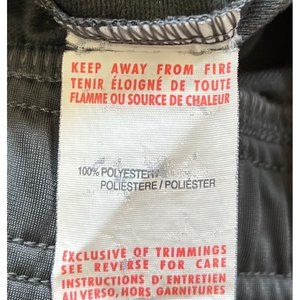 KEEP AWAY FROM FIRE
TENIR ÉLOIGNÉ DE TOUTE
FLAMME OU SOURCE DE CHALEUR
100% POLYESTER/
POLIESTERE/POLIÉSTER
EXCLUSIVE OF TRIMMINGS
SEE REVERSE FOR CARE
INSTRUCTIONS D'ENTRETIEN
AU VERSO, HORS GARNITURES